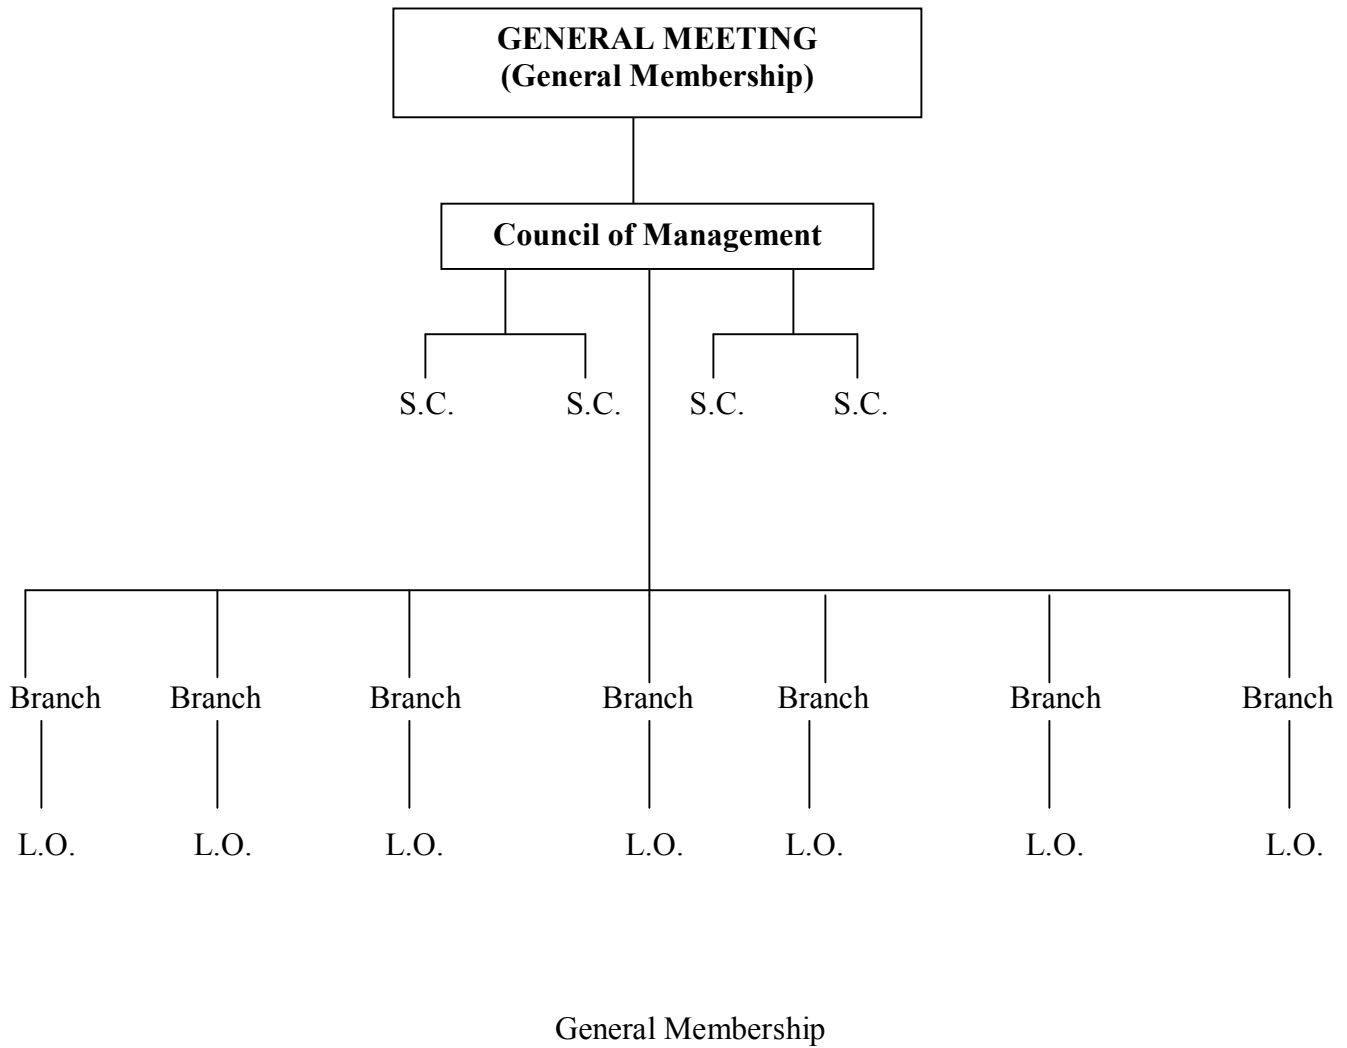 GENERAL MEETING
(General Membership)
Council of Management
S.C. S.C. S.C. S.C.
Branch Branch Branch Branch Branch Branch Branch
L.O. L.O. L.O. L.O. L.O. L.O. L.O.
General Membership